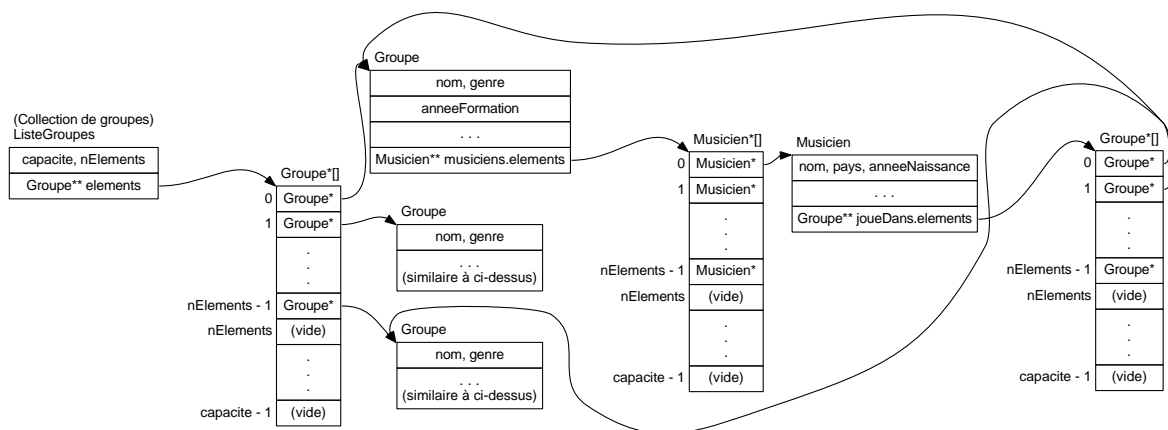 (Collection de groupes)
ListeGroupes
capacite, nElements
Groupe** elements
Groupe*[]
0 Groupe*
1 Groupe*
.
.
.
nElements - 1 Groupe*
nElements (vide)
.
.
.
capacite - 1 (vide)
Groupe
nom, genre
anneeFormation
. . .
Musicien** musiciens.elements
Groupe
nom, genre
. . .
(similaire à ci-dessus)
Groupe
nom, genre
. . .
(similaire à ci-dessus)
Musicien*[]
0 Musicien*
1 Musicien*
.
.
.
nElements - 1 Musicien*
nElements (vide)
.
.
.
capacite - 1 (vide)
Musicien
nom, pays, anneeNaissance
. . .
Groupe** joueDans.elements
Groupe*[]
0 Groupe*
1 Groupe*
.
.
.
nElements - 1 Groupe*
nElements (vide)
.
.
.
capacite - 1 (vide)